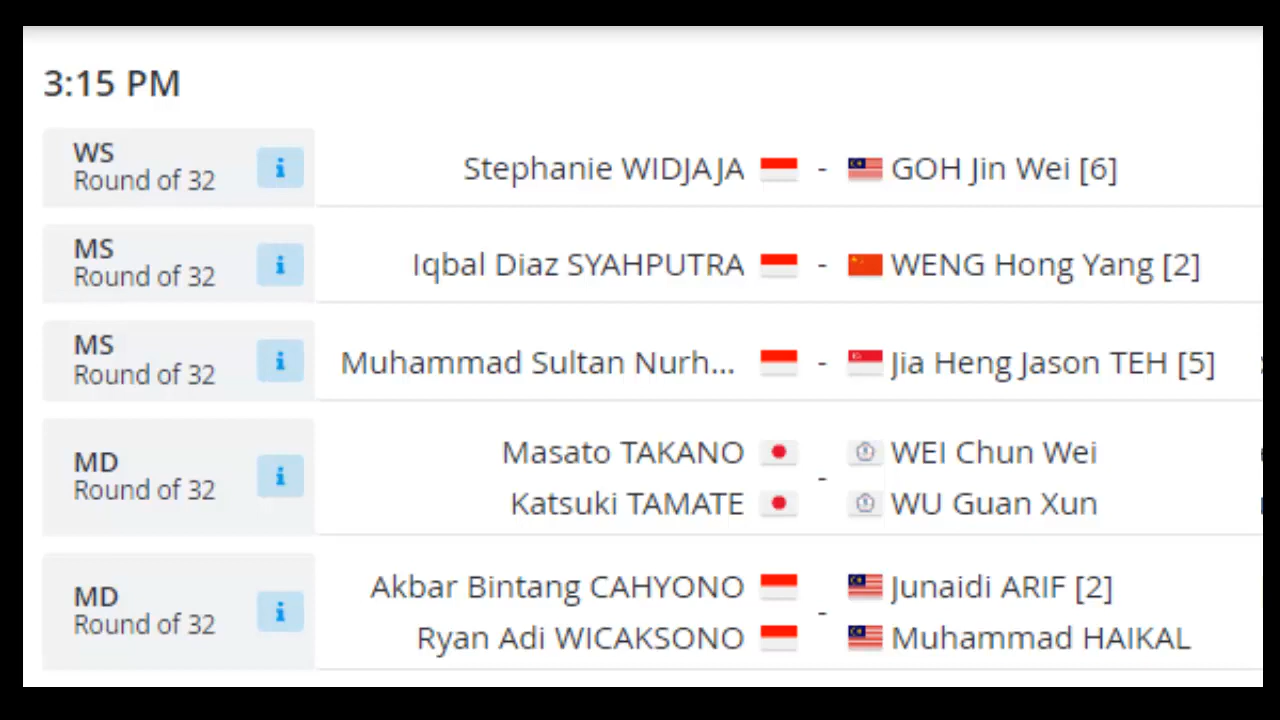 3:15 PM
WS
Round of 32
i
Stephanie WIDJAJA - GOH Jin Wei [6]
MS
Round of 32
i
Iqbal Diaz SYAHPUTRA - WENG Hong Yang [2]
MS
Round of 32
i
Muhammad Sultan Nurh... - Jia Heng Jason TEH [5]
MD
Round of 32
i
Masato TAKANO WEI Chun Wei
-
Katsuki TAMATE WU Guan Xun
MD
Round of 32
i
Akbar Bintang CAHYONO Junaidi ARIF [2]
-
Ryan Adi WICAKSONO Muhammad HAIKAL